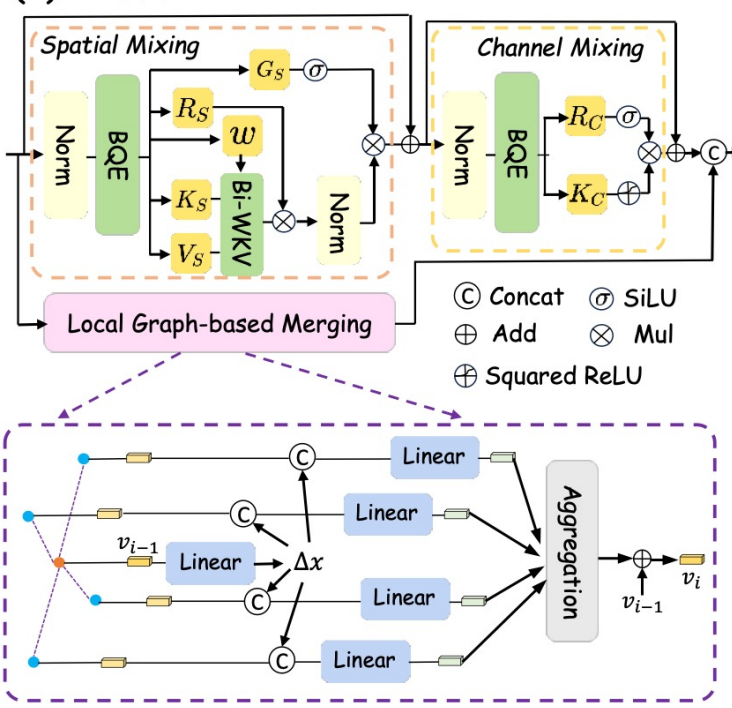 Spatial Mixing
Channel Mixing
Norm
BQE
G_S
σ
R_S
w
K_S
V_S
Bi-WKV
Norm
Norm
BQE
R_C
σ
K_C
C
Local Graph-based Merging
C Concat
σ SiLU
⊕ Add
⊗ Mul
Squared ReLU
C
Linear
C
Linear
v_{i-1}
Linear
Δx
C
Linear
C
Linear
Aggregation
v_{i-1}
v_i